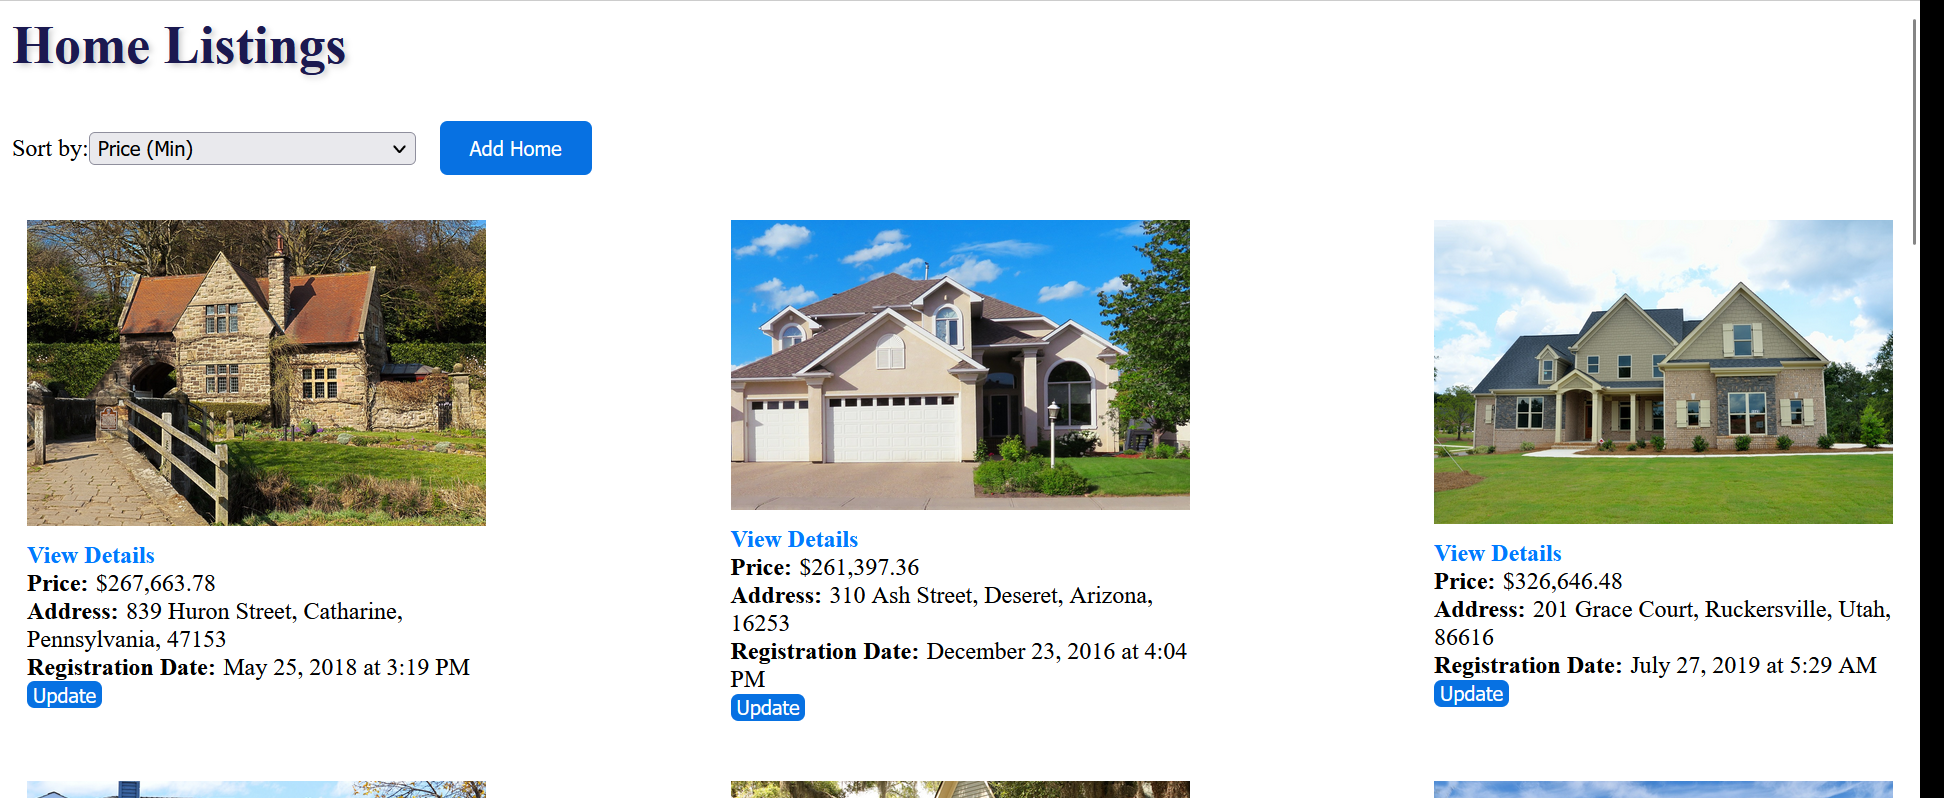 Home Listings
Sort by: Price (Min)
Add Home
View Details
Price: $267,663.78
Address: 839 Huron Street, Catharine,
Pennsylvania, 47153
Registration Date: May 25, 2018 at 3:19 PM
Update
View Details
Price: $261,397.36
Address: 310 Ash Street, Deseret, Arizona,
16253
Registration Date: December 23, 2016 at 4:04
PM
Update
View Details
Price: $326,646.48
Address: 201 Grace Court, Ruckersville, Utah,
86616
Registration Date: July 27, 2019 at 5:29 AM
Update